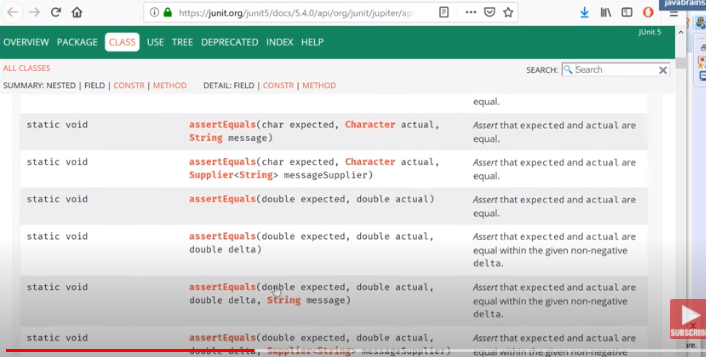 javabrains
https://junit.org/junit5/docs/5.4.0/api/org/junit/jupiter/ap
OVERVIEW PACKAGE CLASS USE TREE DEPRECATED INDEX HELP
JUnit 5
ALL CLASSES
SEARCH: Search
SUMMARY: NESTED | FIELD | CONSTR | METHOD DETAIL: FIELD | CONSTR | METHOD
equal.
static void assertEquals(char expected, Character actual, Assert that expected and actual are
String message) equal.
static void assertEquals(char expected, Character actual, Assert that expected and actual are
Supplier<String> messageSupplier) equal.
static void assertEquals(double expected, double actual) Assert that expected and actual are
equal.
static void assertEquals(double expected, double actual, Assert that expected and actual are
double delta) equal within the given non-negative
delta.
static void assertEquals(double expected, double actual, Assert that expected and actual are
double delta, String message) equal within the given non-negative
delta.
SUBSCRIBE
static void assertEquals(double expected, double actual, Assert that expected and actual are
double delta, Supplier<String> messageSupplier) equal within the given non-negative